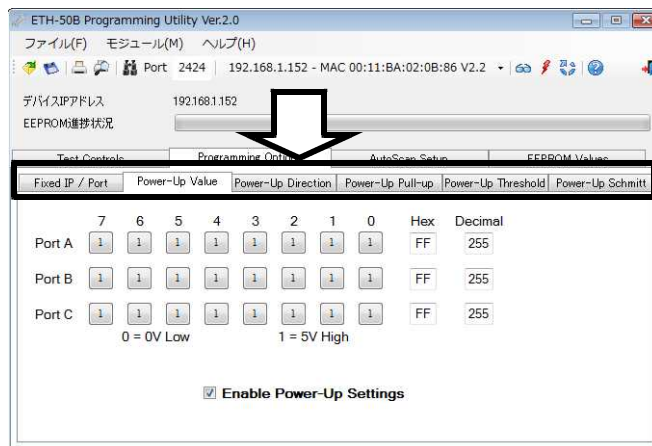 ETH-50B Programming Utility Ver.2.0
ファイル(F) モジュール(M) ヘルプ(H)
Port 2424 192.168.1.152 - MAC 00:11:BA:02:0B:86 V2.2
デバイスIPアドレス 192.168.1.152
EEPROM進捗状況
Test Controls Programming Options AutoScan Setup EEPROM Values
Fixed IP / Port Power-Up Value Power-Up Direction Power-Up Pull-up Power-Up Threshold Power-Up Schmitt
7 6 5 4 3 2 1 0 Hex Decimal
Port A 1 1 1 1 1 1 1 1 FF 255
Port B 1 1 1 1 1 1 1 1 FF 255
Port C 1 1 1 1 1 1 1 1 FF 255
0 = 0V Low 1 = 5V High
Enable Power-Up Settings